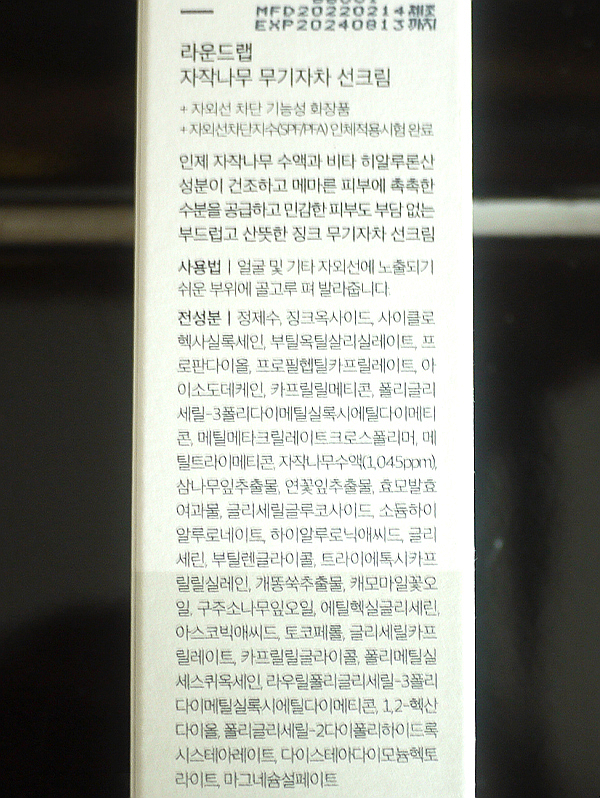 MFD20220214제조
EXP20240813까지
라운드랩
자작나무 무기자차 선크림
+ 자외선 차단 기능성 화장품
+ 자외선차단지수(SPF/PFA) 인체적용시험 완료
인제 자작나무 수액과 비타 히알루론산
성분이 건조하고 메마른 피부에 촉촉한
수분을 공급하고 민감한 피부도 부담 없는
부드럽고 산뜻한 징크 무기자차 선크림
사용법 | 얼굴 및 기타 자외선에 노출되기
쉬운 부위에 골고루 펴 발라줍니다.
전성분 | 정제수, 징크옥사이드, 사이클로
헥사실록세인, 부틸옥틸살리실레이트, 프
로판다이올, 프로필헵틸카프릴레이트, 아
이소도데케인, 카프릴릴메티콘, 폴리글리
세릴-3폴리다이메틸실록시에틸다이메티
콘, 메틸메타크릴레이트크로스폴리머, 메
틸트라이메티콘, 자작나무수액(1,045ppm),
삼나무잎추출물, 연꽃잎추출물, 효모발효
여과물, 글리세릴글루코사이드, 소듐하이
알루로네이트, 하이알루로닉애씨드, 글리
세린, 부틸렌글라이콜, 트라이에톡시카프
릴릴실레인, 개똥쑥추출물, 캐모마일꽃오
일, 구주소나무잎오일, 에틸헥실글리세린,
아스코빅애씨드, 토코페롤, 글리세릴카프
릴레이트, 카프릴릴글라이콜, 폴리메틸실
세스퀴옥세인, 라우릴폴리글리세릴-3폴리
다이메틸실록시에틸다이메티콘, 1,2-헥산
다이올, 폴리글리세릴-2다이폴리하이드록
시스테아레이트, 다이스테아다이모늄헥토
라이트, 마그네슘설페이트